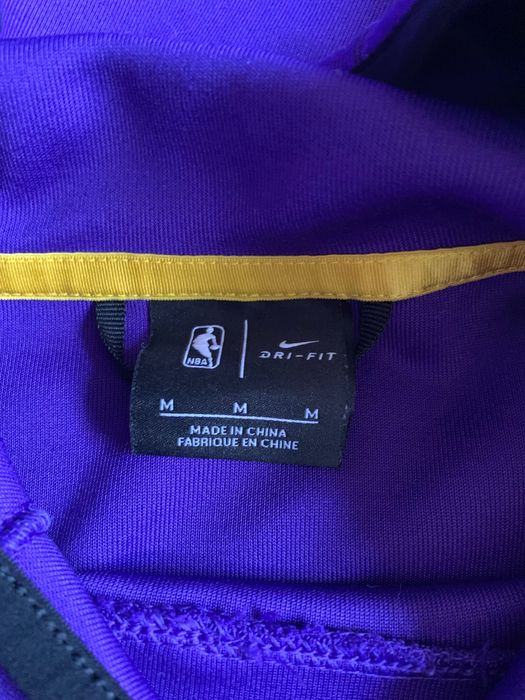 NBA
DRI-FIT
M M M
MADE IN CHINA
FABRIQUE EN CHINE